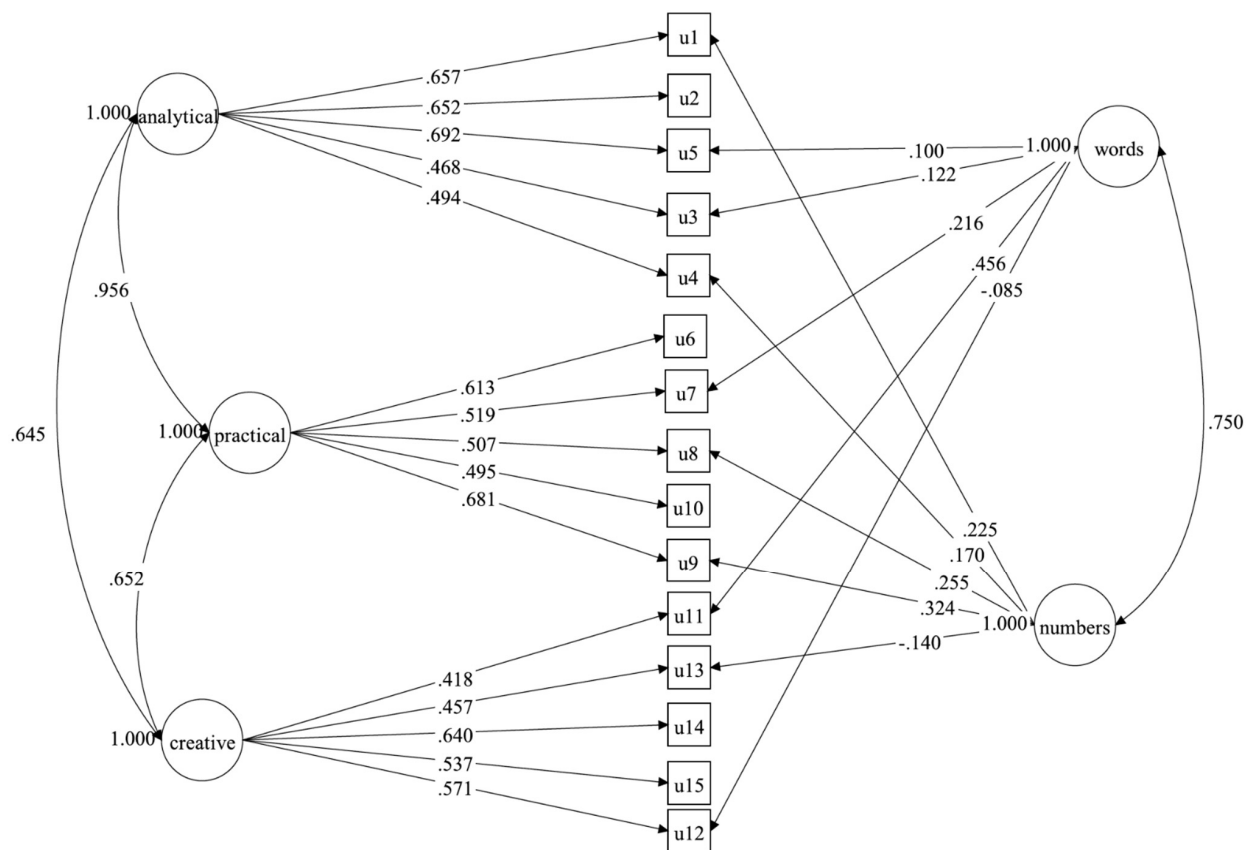 u1
.657
u2
1.000
analytical
.652
.692
u5
.100
1.000
words
.468
.122
.494
u3
.216
.456
u4
-.085
.956
u6
.613
u7
.519
.750
.645
1.000
practical
.507
u8
.495
.681
u10
.225
.170
u9
.652
.255
.324
u11
1.000
numbers
-.140
.418
u13
.457
u14
1.000
creative
.640
.537
u15
.571
u12